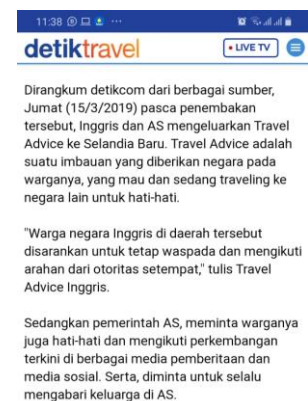 11:38
detiktravel
LIVE TV
Dirangkum detikcom dari berbagai sumber,
Jumat (15/3/2019) pasca penembakan
tersebut, Inggris dan AS mengeluarkan Travel
Advice ke Selandia Baru. Travel Advice adalah
suatu imbauan yang diberikan negara pada
warganya, yang mau dan sedang traveling ke
negara lain untuk hati-hati.
"Warga negara Inggris di daerah tersebut
disarankan untuk tetap waspada dan mengikuti
arahan dari otoritas setempat," tulis Travel
Advice Inggris.
Sedangkan pemerintah AS, meminta warganya
juga hati-hati dan mengikuti perkembangan
terkini di berbagai media pemberitaan dan
media sosial. Serta, diminta untuk selalu
mengabari keluarga di AS.